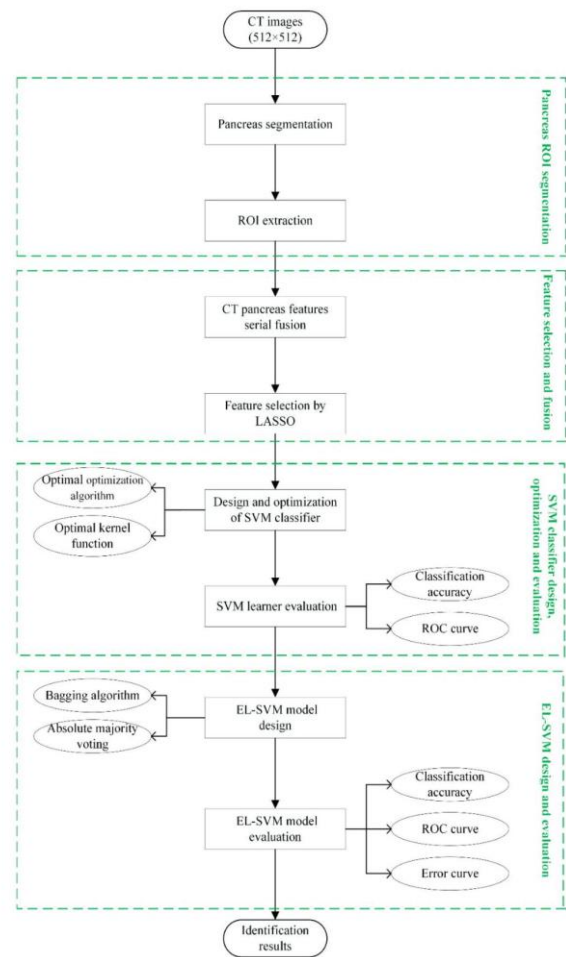 CT images
(512×512)
Pancreas segmentation
ROI extraction
Pancreas ROI segmentation
CT pancreas features
serial fusion
Feature selection by
LASSO
Feature selection and fusion
Optimal optimization
algorithm
Optimal kernel
function
Design and optimization
of SVM classifier
SVM learner evaluation
Classification
accuracy
ROC curve
SVM classifier design,
optimization and evaluation
Bagging algorithm
Absolute majority
voting
EL-SVM model
design
EL-SVM model
evaluation
Classification
accuracy
ROC curve
Error curve
EL-SVM design and evaluation
Identification
results